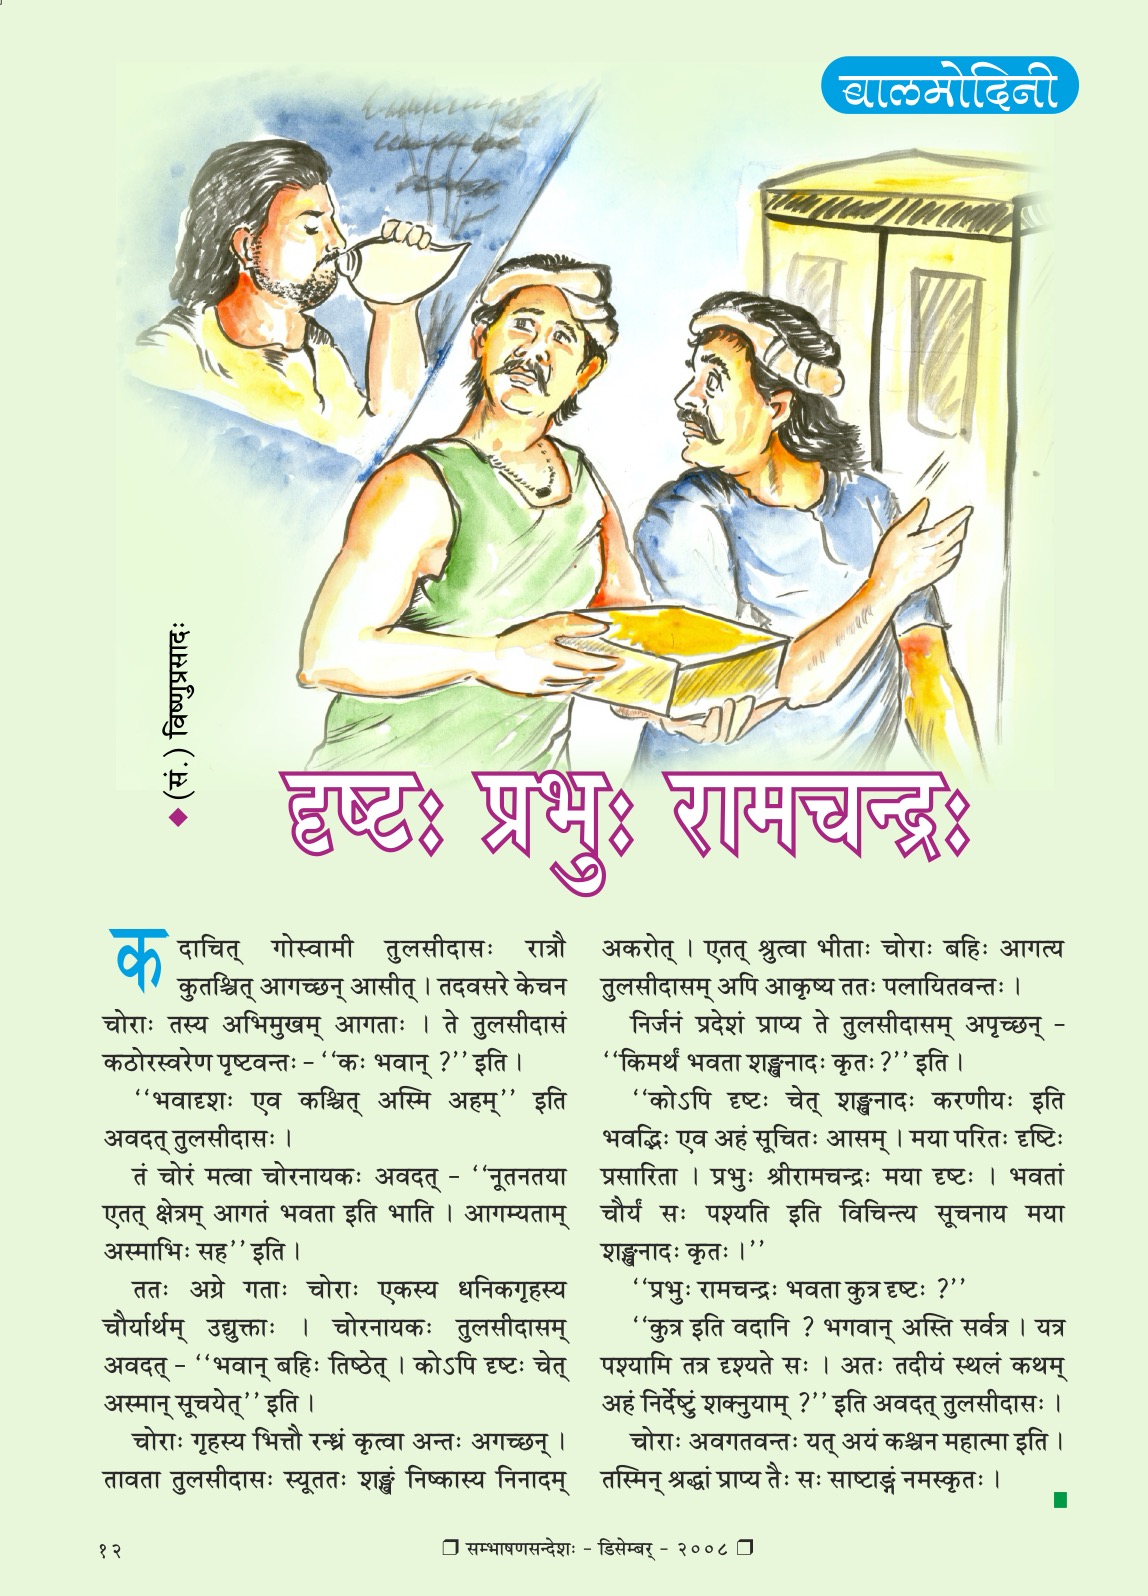 बालमोदिनी
(सं.) विष्णुप्रसादः
दृष्टः प्रभुः रामचन्द्रः
कदाचित् गोस्वामी तुलसीदासः रात्रौ
कुतश्चित् आगच्छन् आसीत् । तदवसरे केचन
चोराः तस्य अभिमुखम् आगताः । ते तुलसीदासं
कठोरस्वरेण पृष्टवन्तः – ‘‘कः भवान् ?’’ इति ।
‘‘भवादृशः एव कश्चित् अस्मि अहम्’’ इति
अवदत् तुलसीदासः ।
तं चोरं मत्वा चोरनायकः अवदत् – ‘‘नूतनतया
एतत् क्षेत्रम् आगतं भवता इति भाति । आगम्यताम्
अस्माभिः सह’’ इति ।
ततः अग्रे गताः चोराः एकस्य धनिकगृहस्य
चौर्यार्थम् उद्युक्ताः । चोरनायकः तुलसीदासम्
अवदत् – ‘‘भवान् बहिः तिष्ठेत् । कोऽपि दृष्टः चेत्
अस्मान् सूचयेत्’’ इति ।
चोराः गृहस्य भित्तौ रन्ध्रं कृत्वा अन्तः अगच्छन् ।
तावता तुलसीदासः स्यूततः शङ्खं निष्कास्य निनादम्
अकरोत् । एतत् श्रुत्वा भीताः चोराः बहिः आगत्य
तुलसीदासम् अपि आकृष्य ततः पलायितवन्तः ।
निर्जनं प्रदेशं प्राप्य ते तुलसीदासम् अपृच्छन् –
‘‘किमर्थं भवता शङ्खनादः कृतः ?’’ इति ।
‘‘कोऽपि दृष्टः चेत् शङ्खनादः करणीयः इति
भवद्भिः एव अहं सूचितः आसम् । मया परितः दृष्टिः
प्रसारिता । प्रभुः श्रीरामचन्द्रः मया दृष्टः । भवतां
चौर्यं सः पश्यति इति विचिन्त्य सूचनाय मया
शङ्खनादः कृतः ।’’
‘‘प्रभुः रामचन्द्रः भवता कुत्र दृष्टः ?’’
‘‘कुत्र इति वदानि ? भगवान् अस्ति सर्वत्र । यत्र
पश्यामि तत्र दृश्यते सः । अतः तदीयं स्थलं कथम्
अहं निर्देष्टुं शक्नुयाम् ?’’ इति अवदत् तुलसीदासः ।
चोराः अवगतवन्तः यत् अयं कश्चन महात्मा इति ।
तस्मिन् श्रद्धां प्राप्य तैः सः साष्टाङ्गं नमस्कृतः ।
१२
सम्भाषणसन्देशः – डिसेम्बर् – २००८